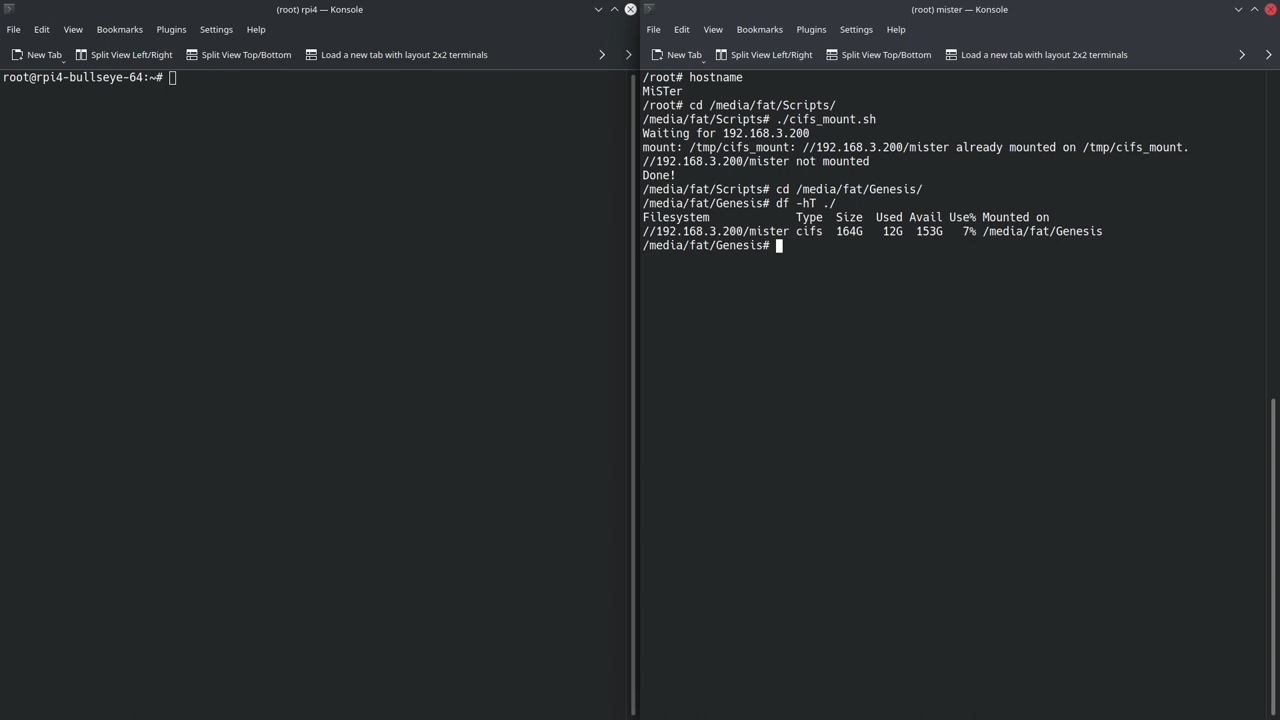 (root) rpi4 — Konsole
File Edit View Bookmarks Plugins Settings Help
New Tab Split View Left/Right Split View Top/Bottom Load a new tab with layout 2x2 terminals
root@rpi4-bullseye-64:~#
(root) mister — Konsole
File Edit View Bookmarks Plugins Settings Help
New Tab Split View Left/Right Split View Top/Bottom Load a new tab with layout 2x2 terminals
/root# hostname
MiSTer
/root# cd /media/fat/Scripts/
/media/fat/Scripts# ./cifs_mount.sh
Waiting for 192.168.3.200
mount: /tmp/cifs_mount: //192.168.3.200/mister already mounted on /tmp/cifs_mount.
//192.168.3.200/mister not mounted
Done!
/media/fat/Scripts# cd /media/fat/Genesis/
/media/fat/Genesis# df -hT ./
Filesystem             Type  Size  Used Avail Use% Mounted on
//192.168.3.200/mister cifs  164G   12G  153G   7% /media/fat/Genesis
/media/fat/Genesis#